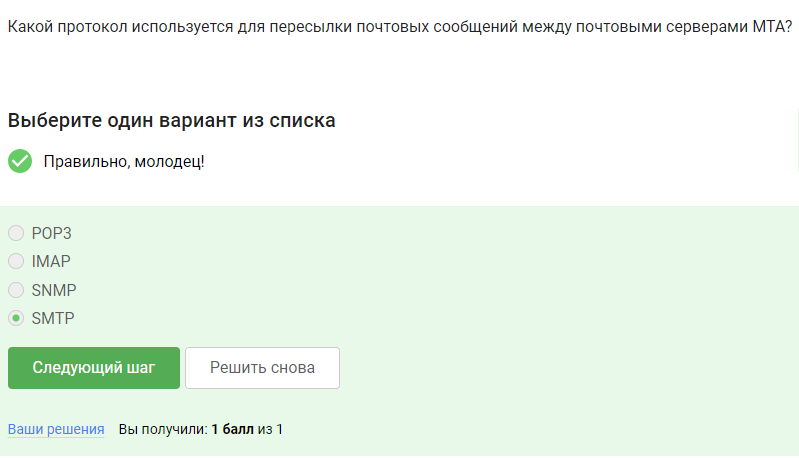 Какой протокол используется для пересылки почтовых сообщений между почтовыми серверами MTA?
Выберите один вариант из списка
Правильно, молодец!
POP3
IMAP
SNMP
SMTP
Следующий шаг
Решить снова
Ваши решения Вы получили: 1 балл из 1